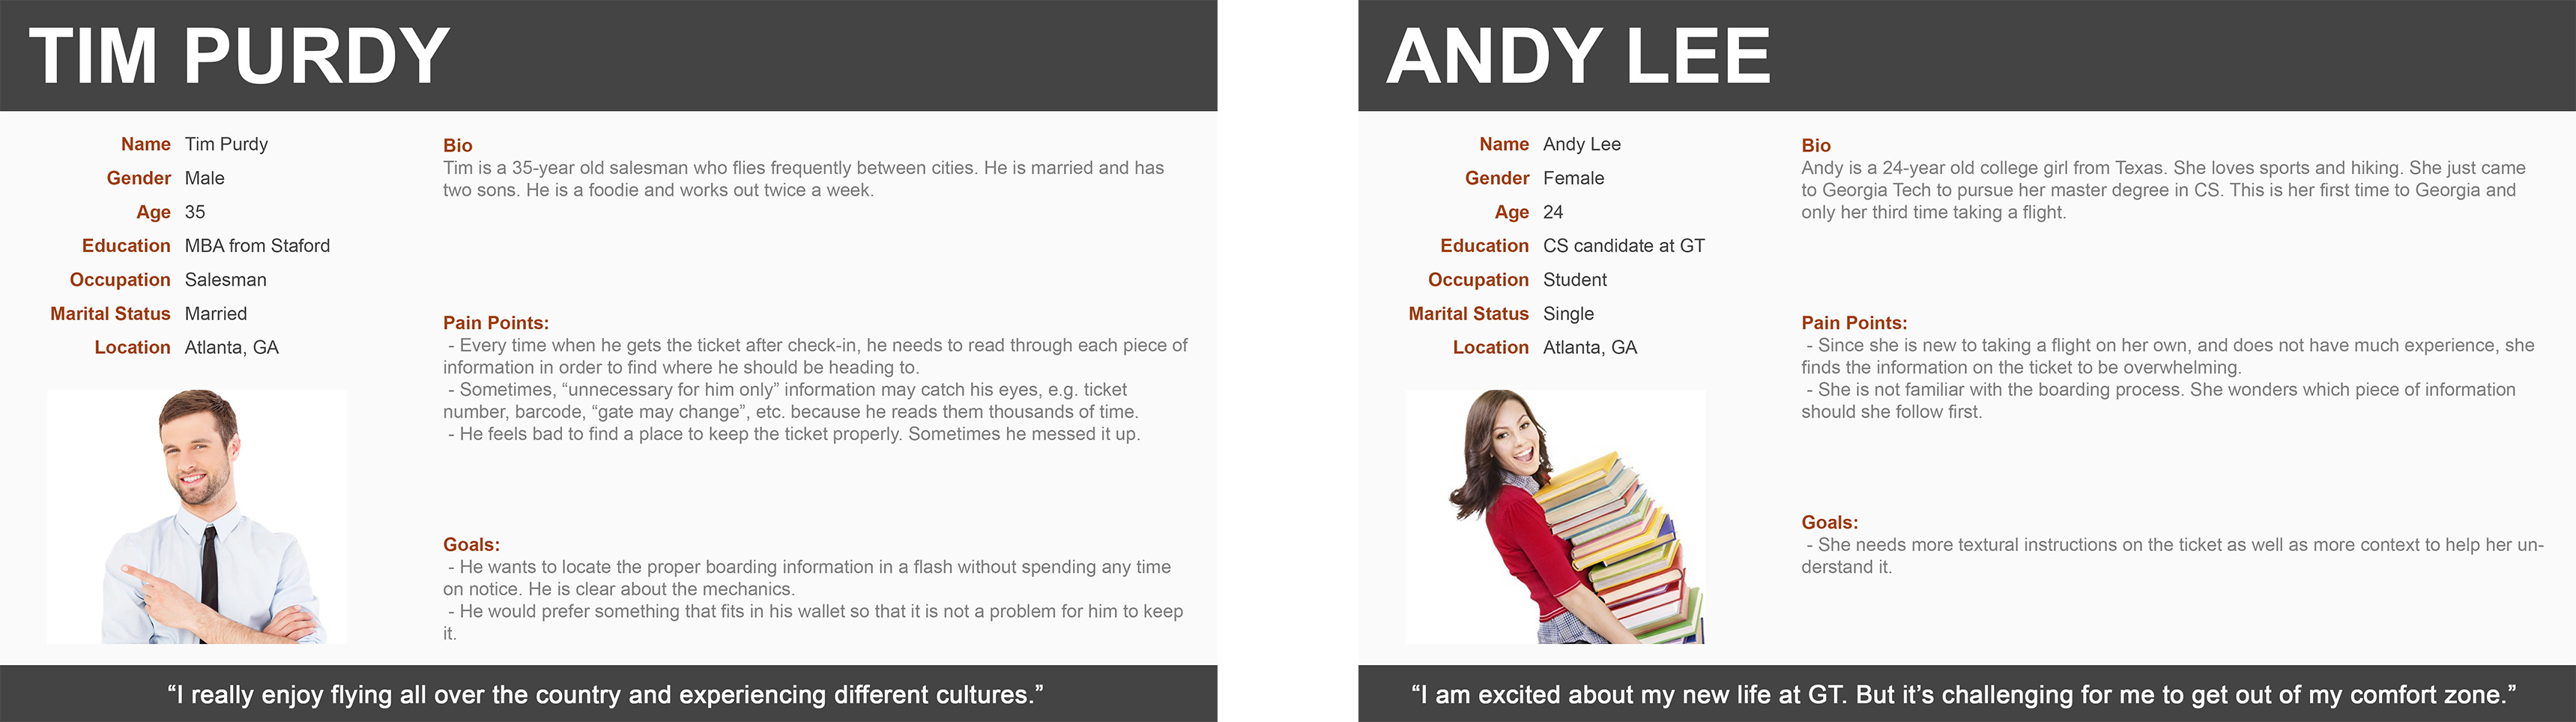 TIM PURDY
Name Tim Purdy
Gender Male
Age 35
Education MBA from Staford
Occupation Salesman
Marital Status Married
Location Atlanta, GA
Bio
Tim is a 35-year old salesman who flies frequently between cities. He is married and has
two sons. He is a foodie and works out twice a week.
Pain Points:
- Every time when he gets the ticket after check-in, he needs to read through each piece of
information in order to find where he should be heading to.
- Sometimes, “unnecessary for him only” information may catch his eyes, e.g. ticket
number, barcode, “gate may change”, etc. because he reads them thousands of time.
- He feels bad to find a place to keep the ticket properly. Sometimes he messed it up.
Goals:
- He wants to locate the proper boarding information in a flash without spending any time
on notice. He is clear about the mechanics.
- He would prefer something that fits in his wallet so that it is not a problem for him to keep
it.
“I really enjoy flying all over the country and experiencing different cultures.”
ANDY LEE
Name Andy Lee
Gender Female
Age 24
Education CS candidate at GT
Occupation Student
Marital Status Single
Location Atlanta, GA
Bio
Andy is a 24-year old college girl from Texas. She loves sports and hiking. She just came
to Georgia Tech to pursue her master degree in CS. This is her first time to Georgia and
only her third time taking a flight.
Pain Points:
- Since she is new to taking a flight on her own, and does not have much experience, she
finds the information on the ticket to be overwhelming.
- She is not familiar with the boarding process. She wonders which piece of information
should she follow first.
Goals:
- She needs more textural instructions on the ticket as well as more context to help her un-
derstand it.
“I am excited about my new life at GT. But it’s challenging for me to get out of my comfort zone.”